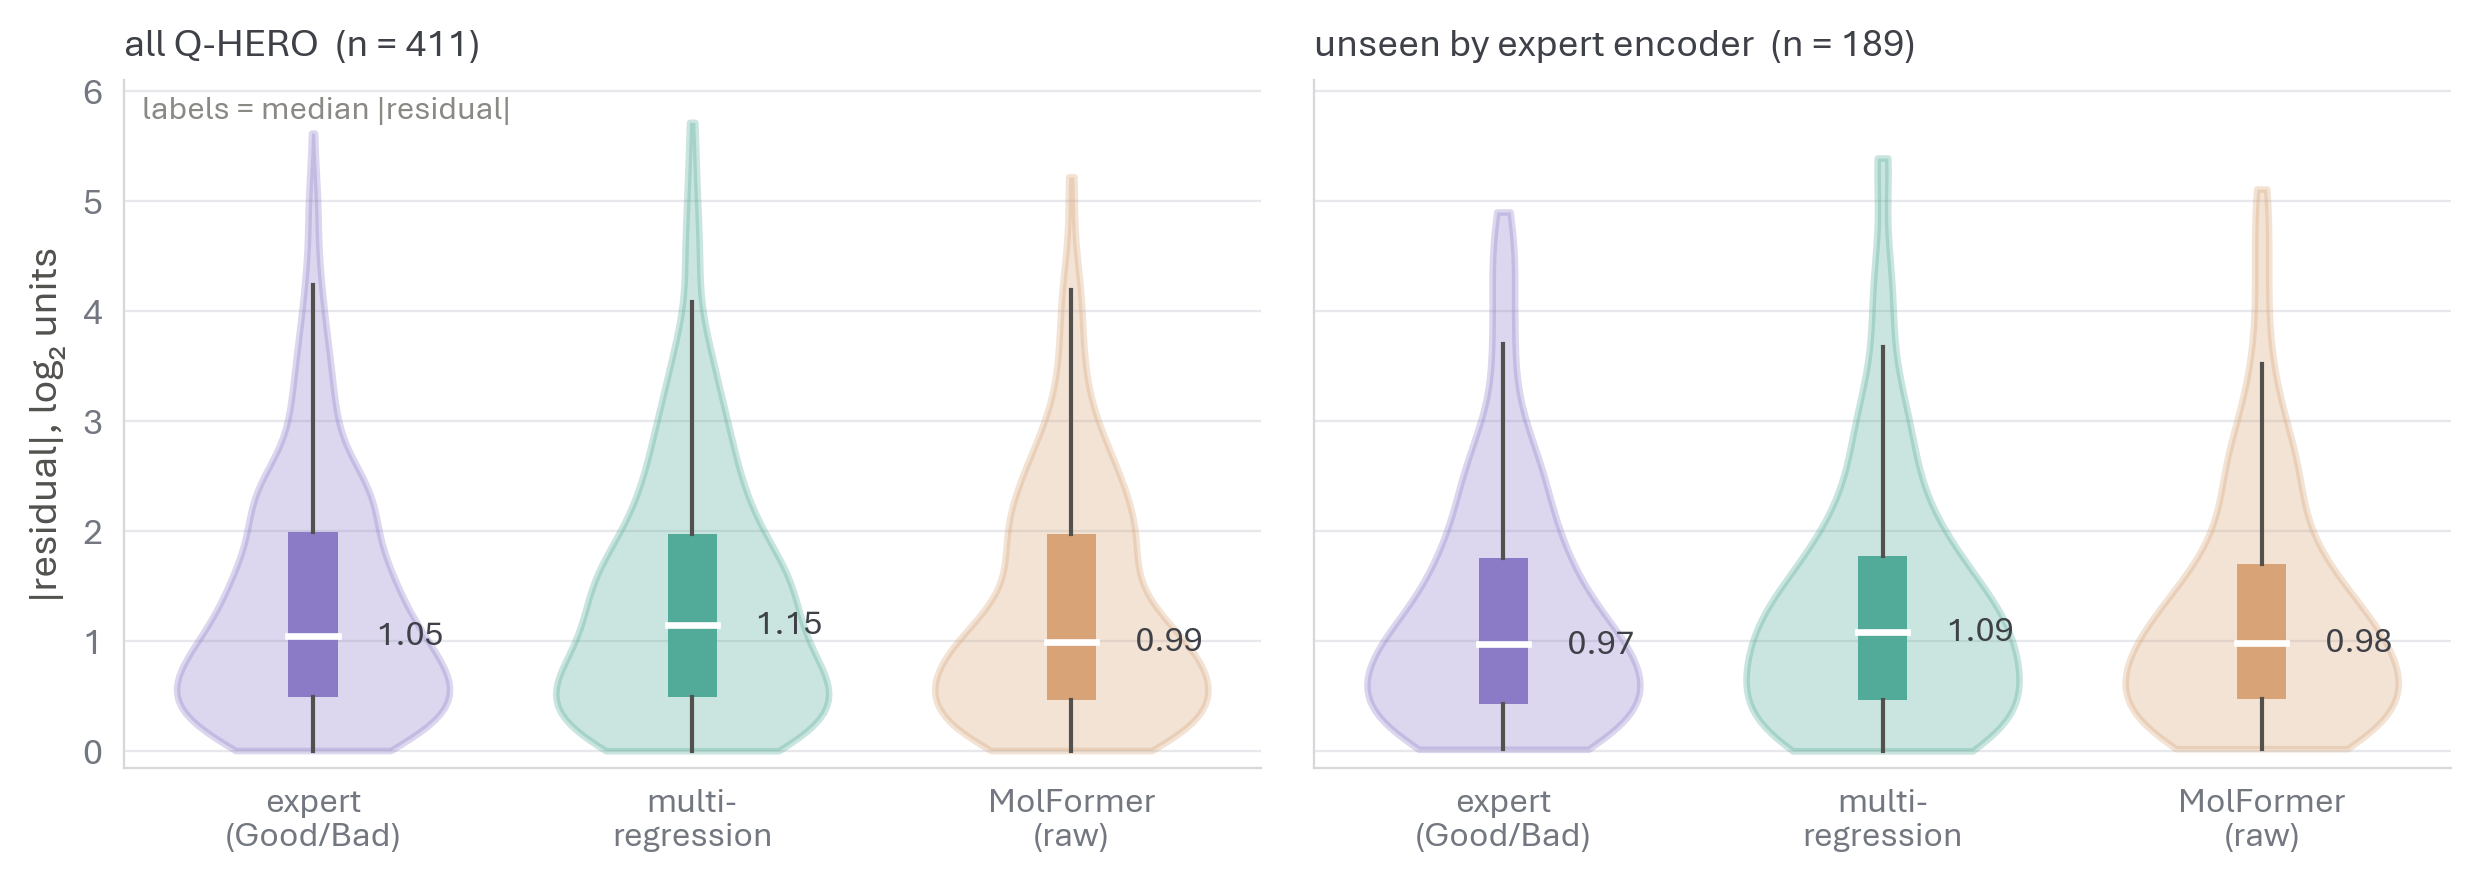 all Q-HERO (n = 411)
labels = median |residual|
|residual|, log₂ units
6
5
4
3
2
1
0
1.05
1.15
0.99
expert
(Good/Bad)
multi-
regression
MolFormer
(raw)
unseen by expert encoder (n = 189)
0.97
1.09
0.98
expert
(Good/Bad)
multi-
regression
MolFormer
(raw)